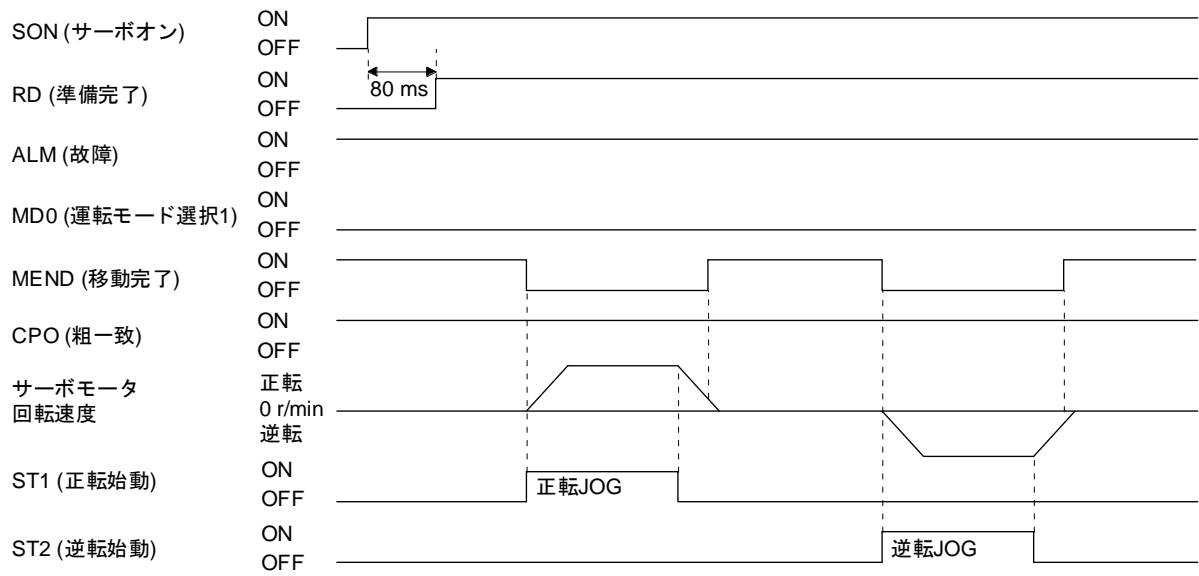 SON (サーボオン)
ON
OFF
80 ms
RD (準備完了)
ON
OFF
ALM (故障)
ON
OFF
MD0 (運転モード選択1)
ON
OFF
MEND (移動完了)
ON
OFF
CPO (粗一致)
ON
OFF
サーボモータ
回転速度
正転
0 r/min
逆転
ST1 (正転始動)
ON
OFF
正転JOG
ST2 (逆転始動)
ON
OFF
逆転JOG